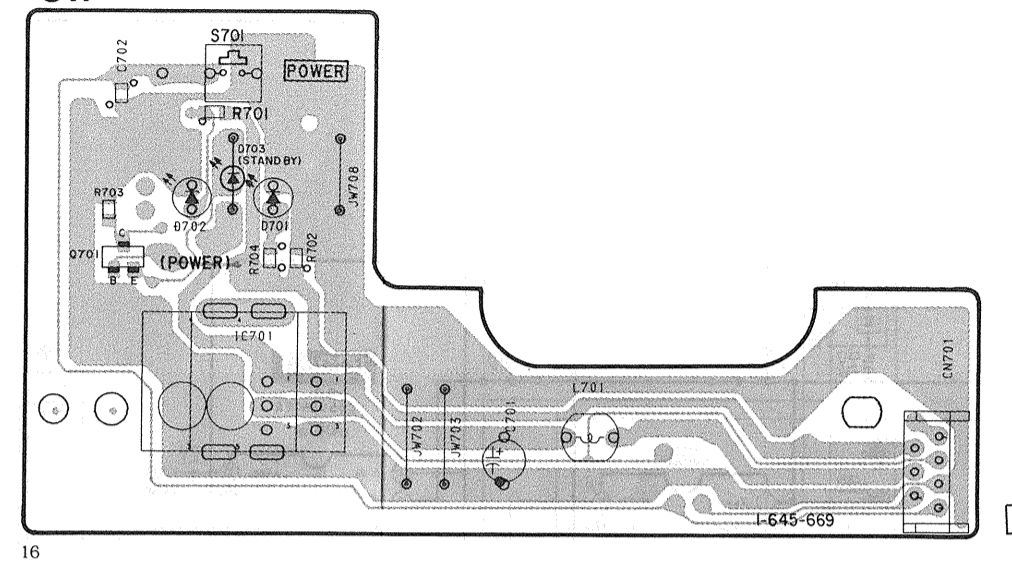 C702
S701
POWER
R701
D703
(STAND BY)
JW708
R703
D702
D701
C
Q701
(POWER)
R704
R702
B
E
IC701
CN701
L701
JW702
JW703
C701
1-645-669
16